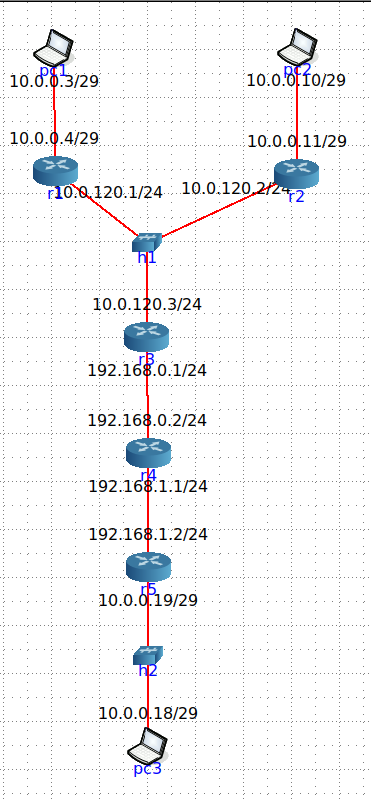 pc1
pc2
10.0.0.3/29
10.0.0.10/29
10.0.0.4/29
10.0.0.11/29
r1
10.0.120.1/24
10.0.120.2/24
r2
h1
10.0.120.3/24
r3
192.168.0.1/24
192.168.0.2/24
r4
192.168.1.1/24
192.168.1.2/24
r5
10.0.0.19/29
h2
10.0.0.18/29
pc3